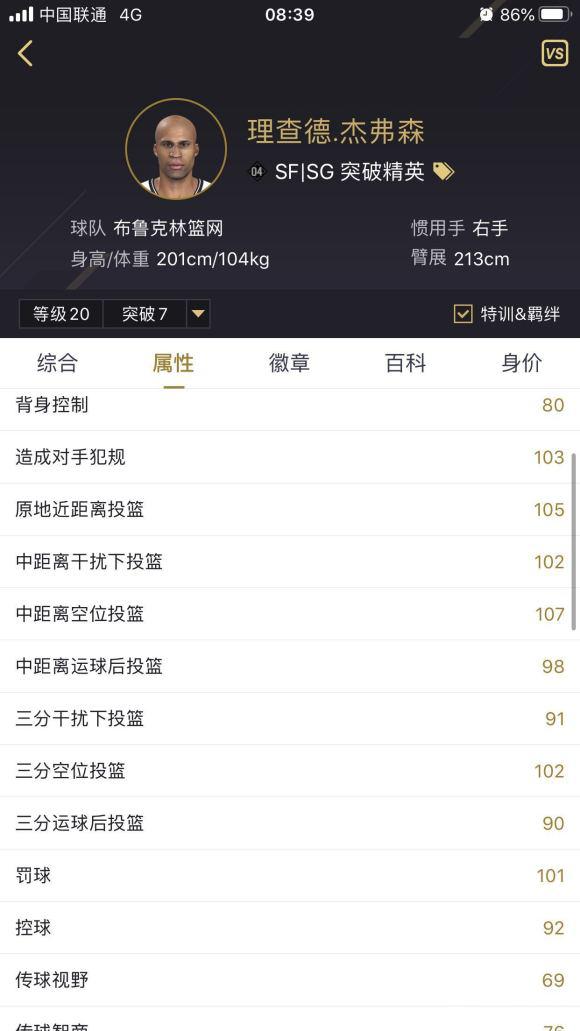 中国联通 4G 08:39 86%
VS
理查德.杰弗森
04 SF|SG 突破精英
球队 布鲁克林篮网 惯用手 右手
身高/体重 201cm/104kg 臂展 213cm
等级20 突破7 特训&羁绊
综合 属性 徽章 百科 身价
背身控制 80
造成对手犯规 103
原地近距离投篮 105
中距离干扰下投篮 102
中距离空位投篮 107
中距离运球后投篮 98
三分干扰下投篮 91
三分空位投篮 102
三分运球后投篮 90
罚球 101
控球 92
传球视野 69
传球智商 76